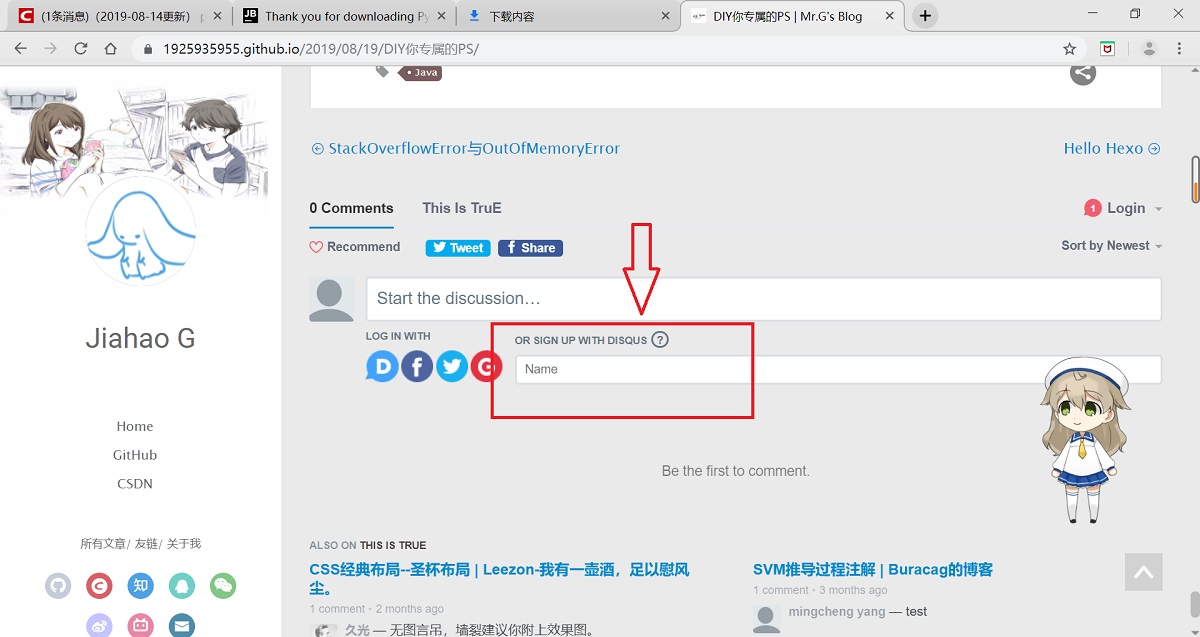 (1条消息)（2019-08-14更新）
JB
Thank you for downloading Py
下载内容
DIY你专属的PS | Mr.G's Blog
1925935955.github.io/2019/08/19/DIY你专属的PS/
• Java
StackOverflowError与OutOfMemoryError
Hello Hexo
0 Comments
This Is TruE
1
Login
Recommend
Tweet
f Share
Sort by Newest
Start the discussion…
LOG IN WITH
OR SIGN UP WITH DISQUS ?
D f G
Name
Be the first to comment.
Jiahao G
Home
GitHub
CSDN
所有文章/ 友链/ 关于我
知
ALSO ON THIS IS TRUE
CSS经典布局--圣杯布局 | Leezon-我有一壶酒，足以慰风尘。
1 comment • 2 months ago
久光 — 无图言吊，墙裂建议你附上效果图。
SVM推导过程注解 | Buracag的博客
1 comment • 3 months ago
mingcheng yang — test